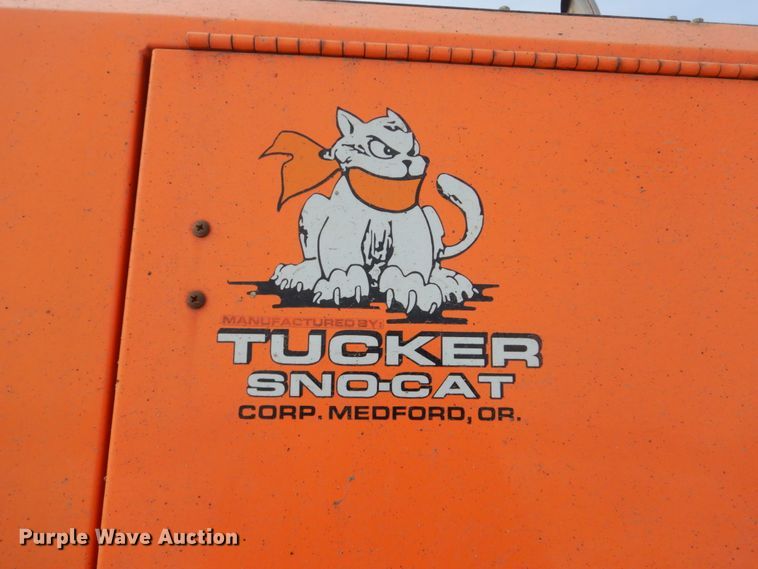 MANUFACTURED BY:
TUCKER
SNO-CAT
CORP. MEDFORD, OR.
Purple Wave Auction